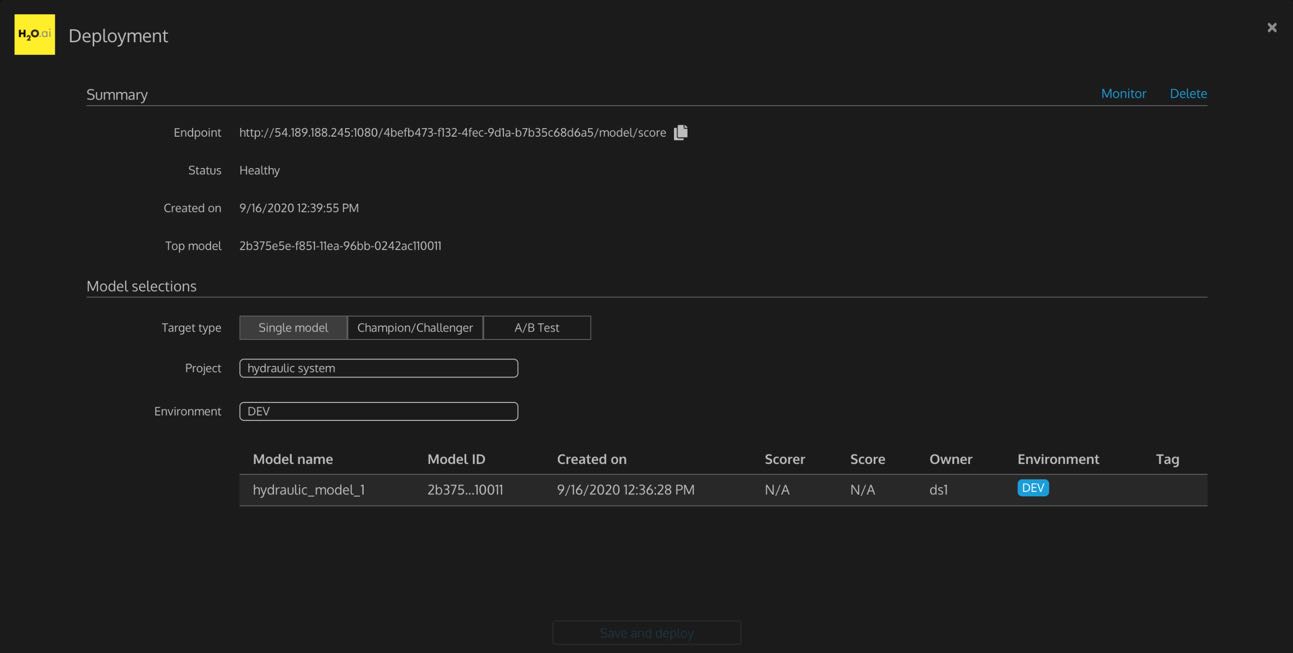 H2O.ai Deployment
Summary Monitor Delete
Endpoint http://54.189.188.245:1080/4befb473-f132-4fec-9d1a-b7b35c68d6a5/model/score
Status Healthy
Created on 9/16/2020 12:39:55 PM
Top model 2b375e5e-f851-11ea-96bb-0242ac110011
Model selections
Target type Single model Champion/Challenger A/B Test
Project hydraulic system
Environment DEV
Model name Model ID Created on Scorer Score Owner Environment Tag
hydraulic_model_1 2b375...10011 9/16/2020 12:36:28 PM N/A N/A ds1 DEV
Save and deploy